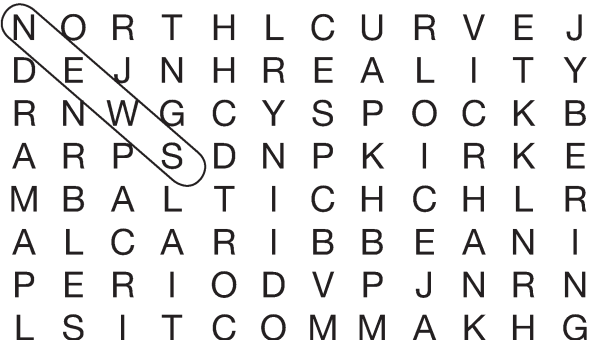 N O R T H L C U R V E J
D E J N H R E A L I T Y
R N W G C Y S P O C K B
A R P S D N P K I R K E
M B A L T I C H C H L R
A L C A R I B B E A N I
P E R I O D V P J N R N
L S I T C O M M A K H G